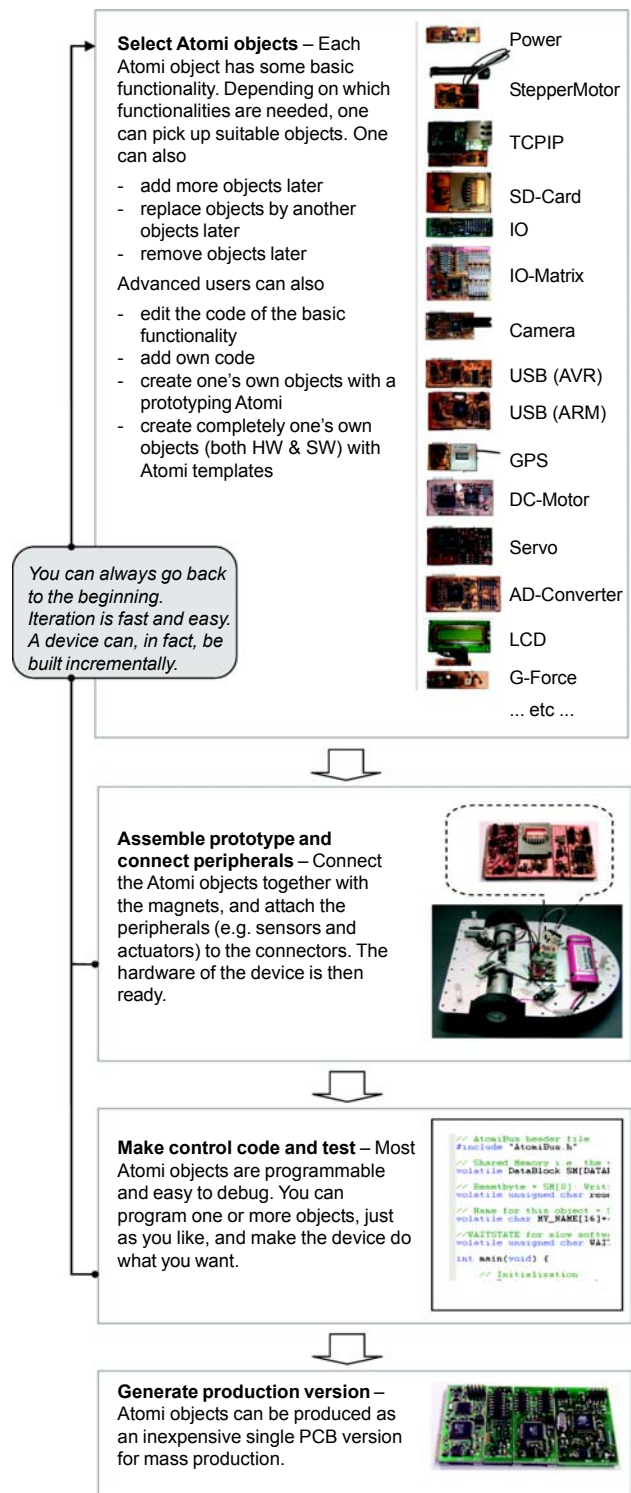 Select Atomi objects – Each
Atomi object has some basic
functionality. Depending on which
functionalities are needed, one
can pick up suitable objects. One
can also
- add more objects later
- replace objects by another
objects later
- remove objects later
Advanced users can also
- edit the code of the basic
functionality
- add own code
- create one's own objects with a
prototyping Atomi
- create completely one's own
objects (both HW & SW) with
Atomi templates
Power
StepperMotor
TCPIP
SD-Card
IO
IO-Matrix
Camera
USB (AVR)
USB (ARM)
GPS
DC-Motor
Servo
AD-Converter
LCD
G-Force
... etc ...
You can always go back
to the beginning.
Iteration is fast and easy.
A device can, in fact, be
built incrementally.
Assemble prototype and
connect peripherals – Connect
the Atomi objects together with
the magnets, and attach the
peripherals (e.g. sensors and
actuators) to the connectors. The
hardware of the device is then
ready.
Make control code and test – Most
Atomi objects are programmable
and easy to debug. You can
program one or more objects, just
as you like, and make the device do
what you want.
// AtomiBus header file
#include "AtomiBus.h"
// Shared Memory i.e. the
volatile DataBlock SM[DATA
// Resetbyte = SM[0]. Writ
volatile unsigned char rese
// Name for this object =
volatile char MY_NAME[16]=
//WAITSTATE for slow softw
volatile unsigned char WAI
int main(void) {
// Initialization
Generate production version –
Atomi objects can be produced as
an inexpensive single PCB version
for mass production.